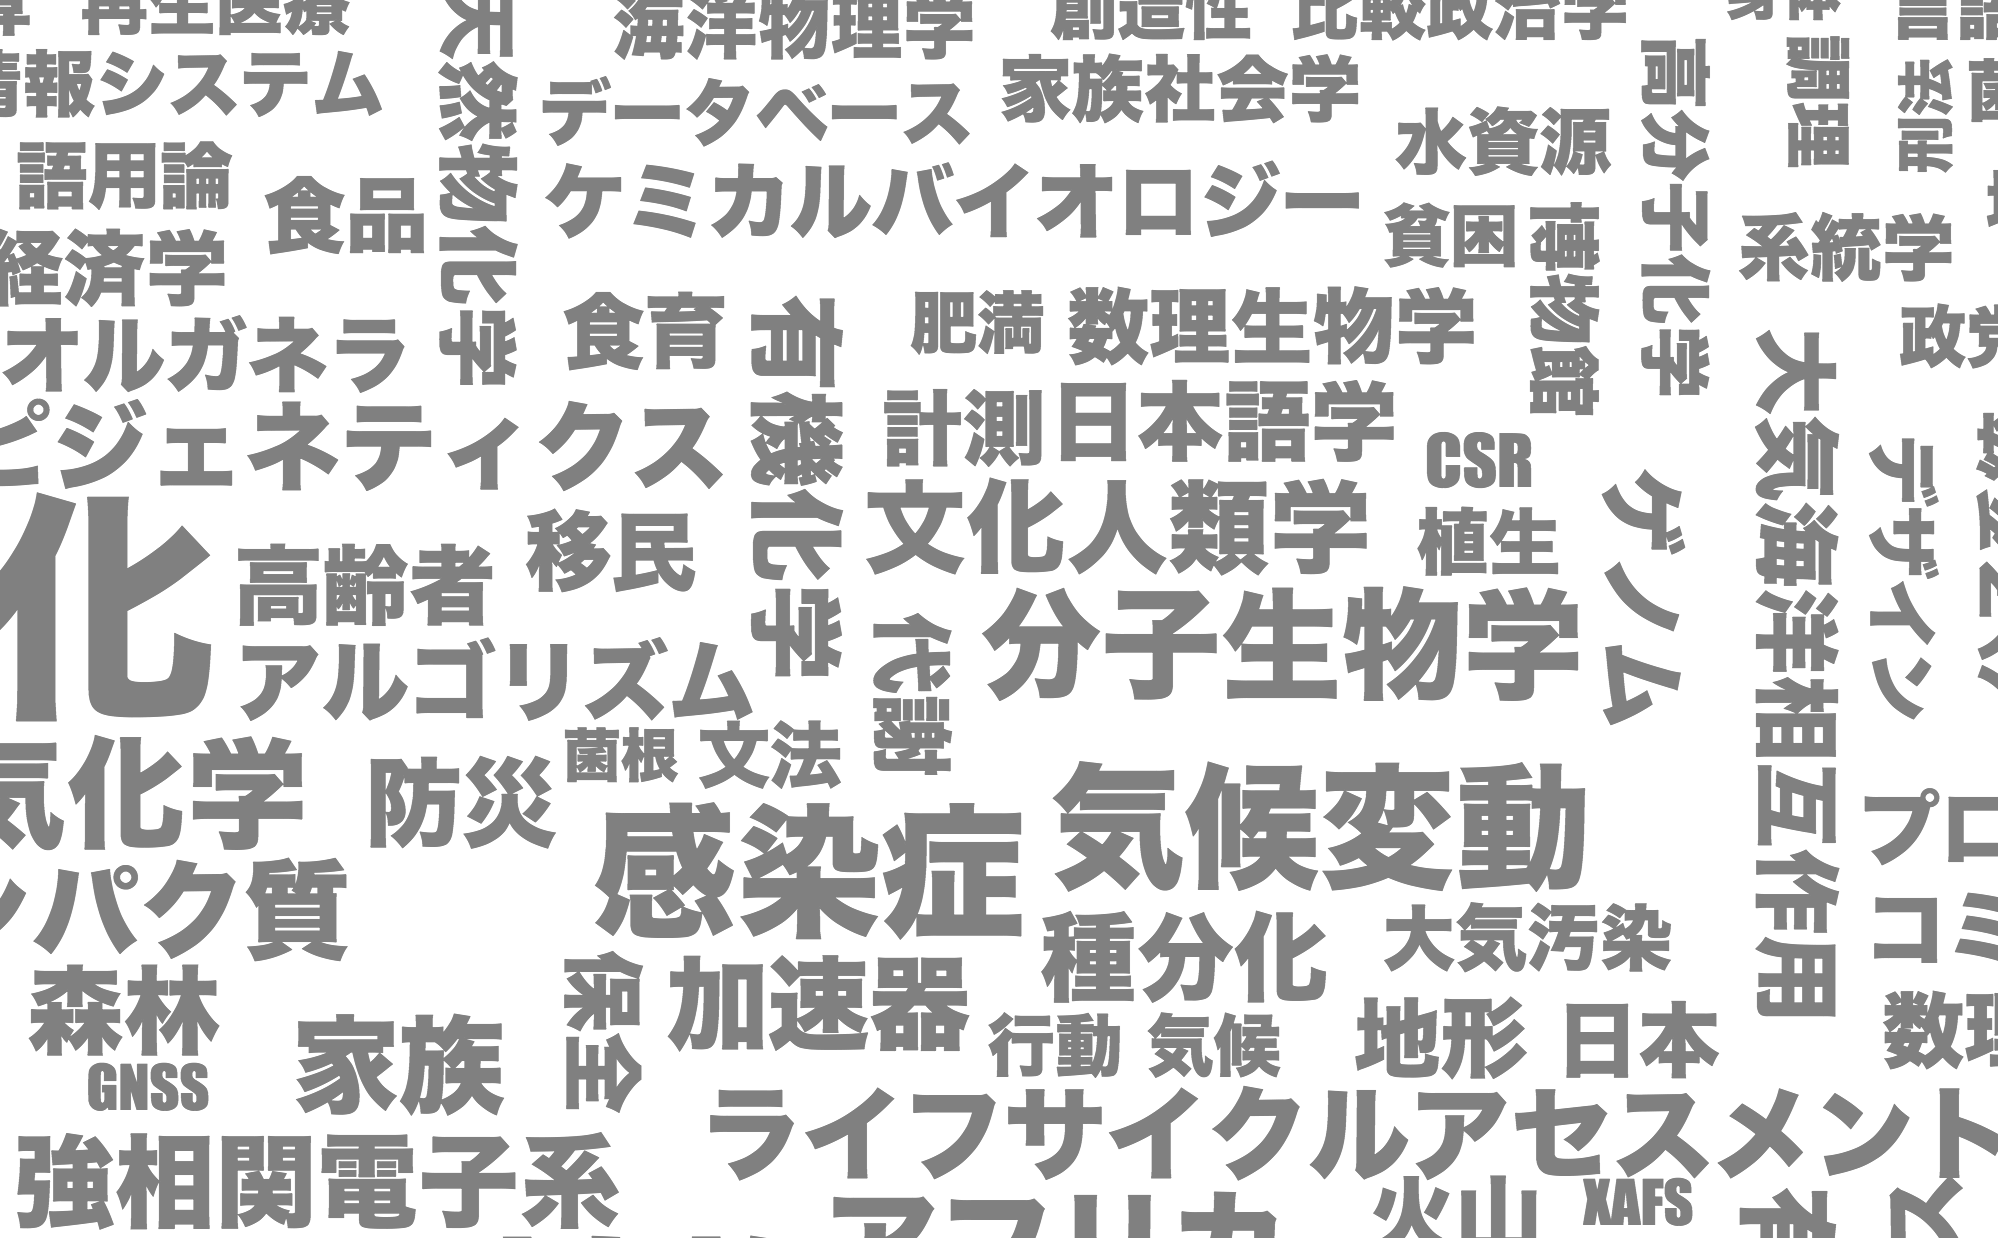 再生医療
海洋物理学
創造性
比較政治学
情報システム
天然物化学
データベース
家族社会学
水資源
高分子化学
調理
刑法
語用論
食品
ケミカルバイオロジー
貧困
博物館
系統学
経済学
オルガネラ
食育
有機化学
肥満
数理生物学
大気海洋相互作用
政党
ピジェネティクス
計測
日本語学
CSR
デザイン
化
高齢者
移民
文化人類学
植生
ゲノム
アルゴリズム
代謝
分子生物学
気化学
防災
菌根
文法
感染症
気候変動
プロ
ンパク質
種分化
大気汚染
コミ
森林
家族
保全
加速器
行動
気候
地形
日本
数理
GNSS
ライフサイクルアセスメント
強相関電子系
アフリカ
火山
XAFS
有